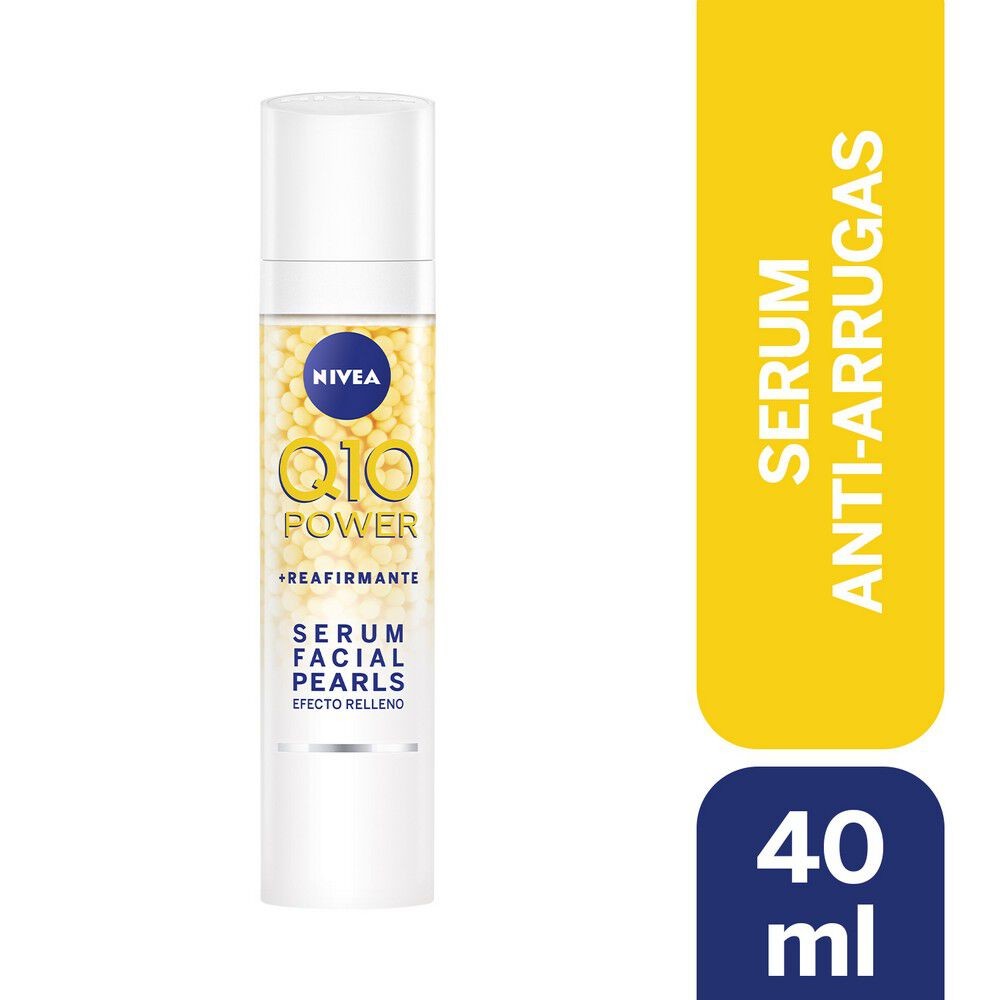 NIVEA
Q10
POWER
+REAFIRMANTE
SERUM
FACIAL
PEARLS
EFECTO RELLENO
SERUM
ANTI-ARRUGAS
40
ml